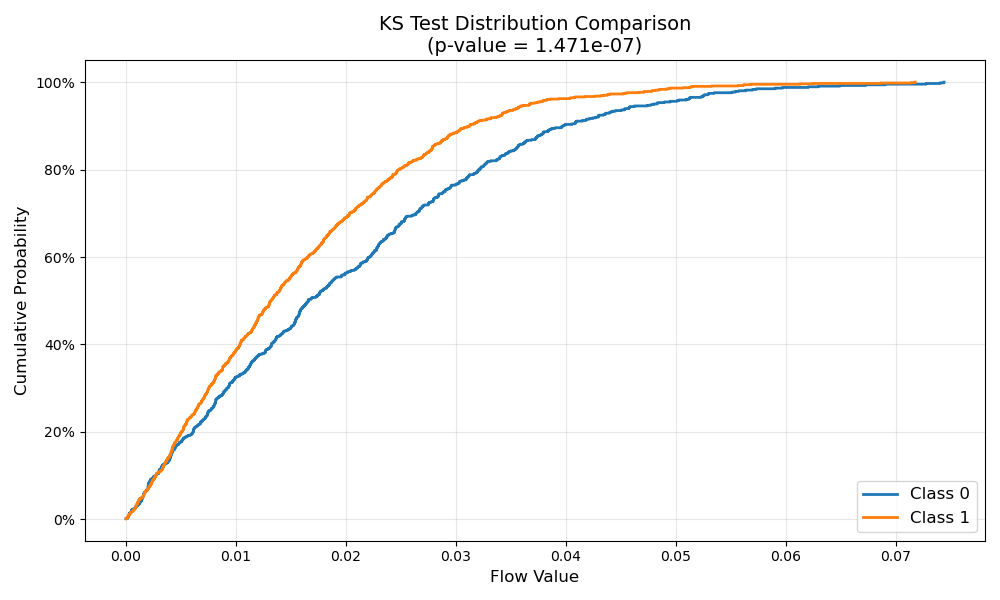 KS Test Distribution Comparison
(p-value = 1.471e-07)
Cumulative Probability
100%
80%
60%
40%
20%
0%
Class 0
Class 1
0.00 0.01 0.02 0.03 0.04 0.05 0.06 0.07
Flow Value